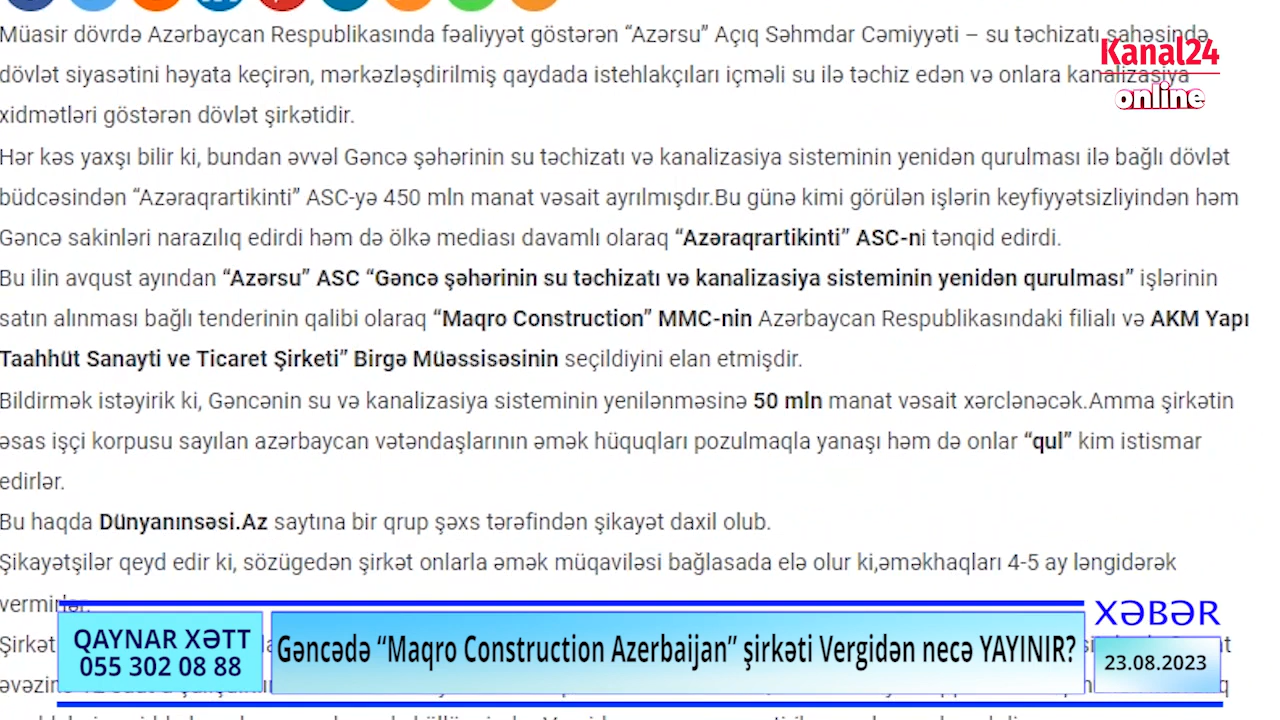 Müasir dövrdə Azərbaycan Respublikasında fəaliyyət göstərən “Azərsu” Açıq Səhmdar Cəmiyyəti – su təchizatı sahəsində
Kanal24
dövlət siyasətini həyata keçirən, mərkəzləşdirilmiş qaydada istehlakçıları içməli su ilə təchiz edən və onlara kanalizasiya
online
xidmətləri göstərən dövlət şirkətidir.
Hər kəs yaxşı bilir ki, bundan əvvəl Gəncə şəhərinin su təchizatı və kanalizasiya sisteminin yenidən qurulması ilə bağlı dövlət
büdcəsindən “Azəraqrartikinti” ASC-yə 450 mln manat vəsait ayrılmışdır.Bu günə kimi görülən işlərin keyfiyyətsizliyindən həm
Gəncə sakinləri narazılıq edirdi həm də ölkə mediası davamlı olaraq “Azəraqrartikinti” ASC-ni tənqid edirdi.
Bu ilin avqust ayından “Azərsu” ASC “Gəncə şəhərinin su təchizatı və kanalizasiya sisteminin yenidən qurulması” işlərinin
satın alınması bağlı tenderinin qalibi olaraq “Maqro Construction” MMC-nin Azərbaycan Respublikasındaki filialı və AKM Yapı
Taahhüt Sanayti ve Ticaret Şirketi” Birgə Müəssisəsinin seçildiyini elan etmişdir.
Bildirmək istəyirik ki, Gəncənin su və kanalizasiya sisteminin yenilənməsinə 50 mln manat vəsait xərclənəcək.Amma şirkətin
əsas işçi korpusu sayılan azərbaycan vətəndaşlarının əmək hüquqları pozulmaqla yanaşı həm də onlar “qul” kim istismar
edirlər.
Bu haqda Dünyanınsəsi.Az saytına bir qrup şəxs tərəfindən şikayət daxil olub.
Şikayətşilər qeyd edir ki, sözügedən şirkət onlarla əmək müqaviləsi bağlasada elə olur ki,əməkhaqları 4-5 ay ləngidərək
vermirlər.
XƏBƏR
Şirkət
QAYNAR XƏTT
055 302 08 88
Gəncədə “Maqro Construction Azerbaijan” şirkəti Vergidən necə YAYINIR?
23.08.2023
əvəzinə